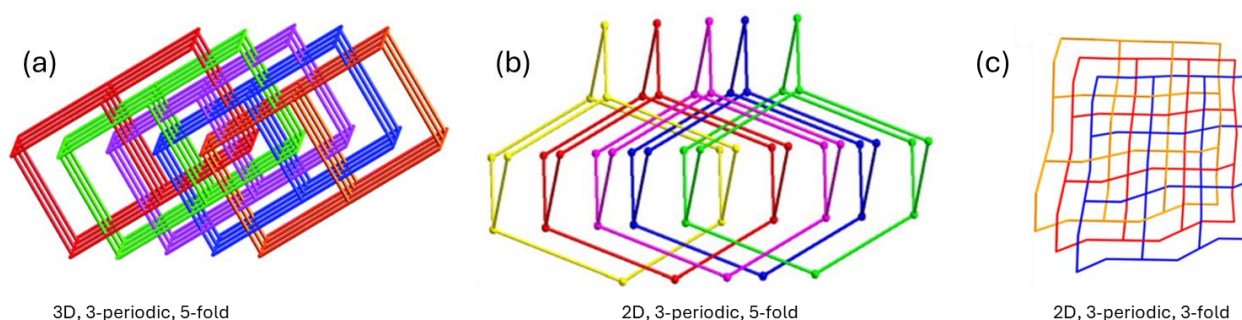 (a)
(b)
(c)
3D, 3-periodic, 5-fold
2D, 3-periodic, 5-fold
2D, 3-periodic, 3-fold